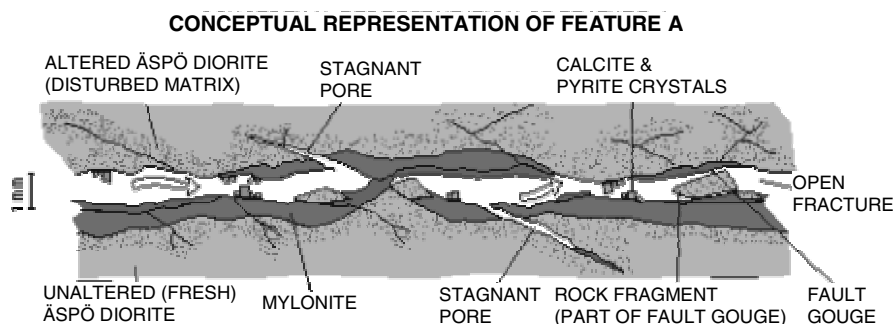 CONCEPTUAL REPRESENTATION OF FEATURE A
ALTERED ÄSPÖ DIORITE
(DISTURBED MATRIX)
STAGNANT
PORE
CALCITE &
PYRITE CRYSTALS
1 mm
OPEN
FRACTURE
UNALTERED (FRESH)
ÄSPÖ DIORITE
MYLONITE
STAGNANT
PORE
ROCK FRAGMENT
(PART OF FAULT GOUGE)
FAULT
GOUGE